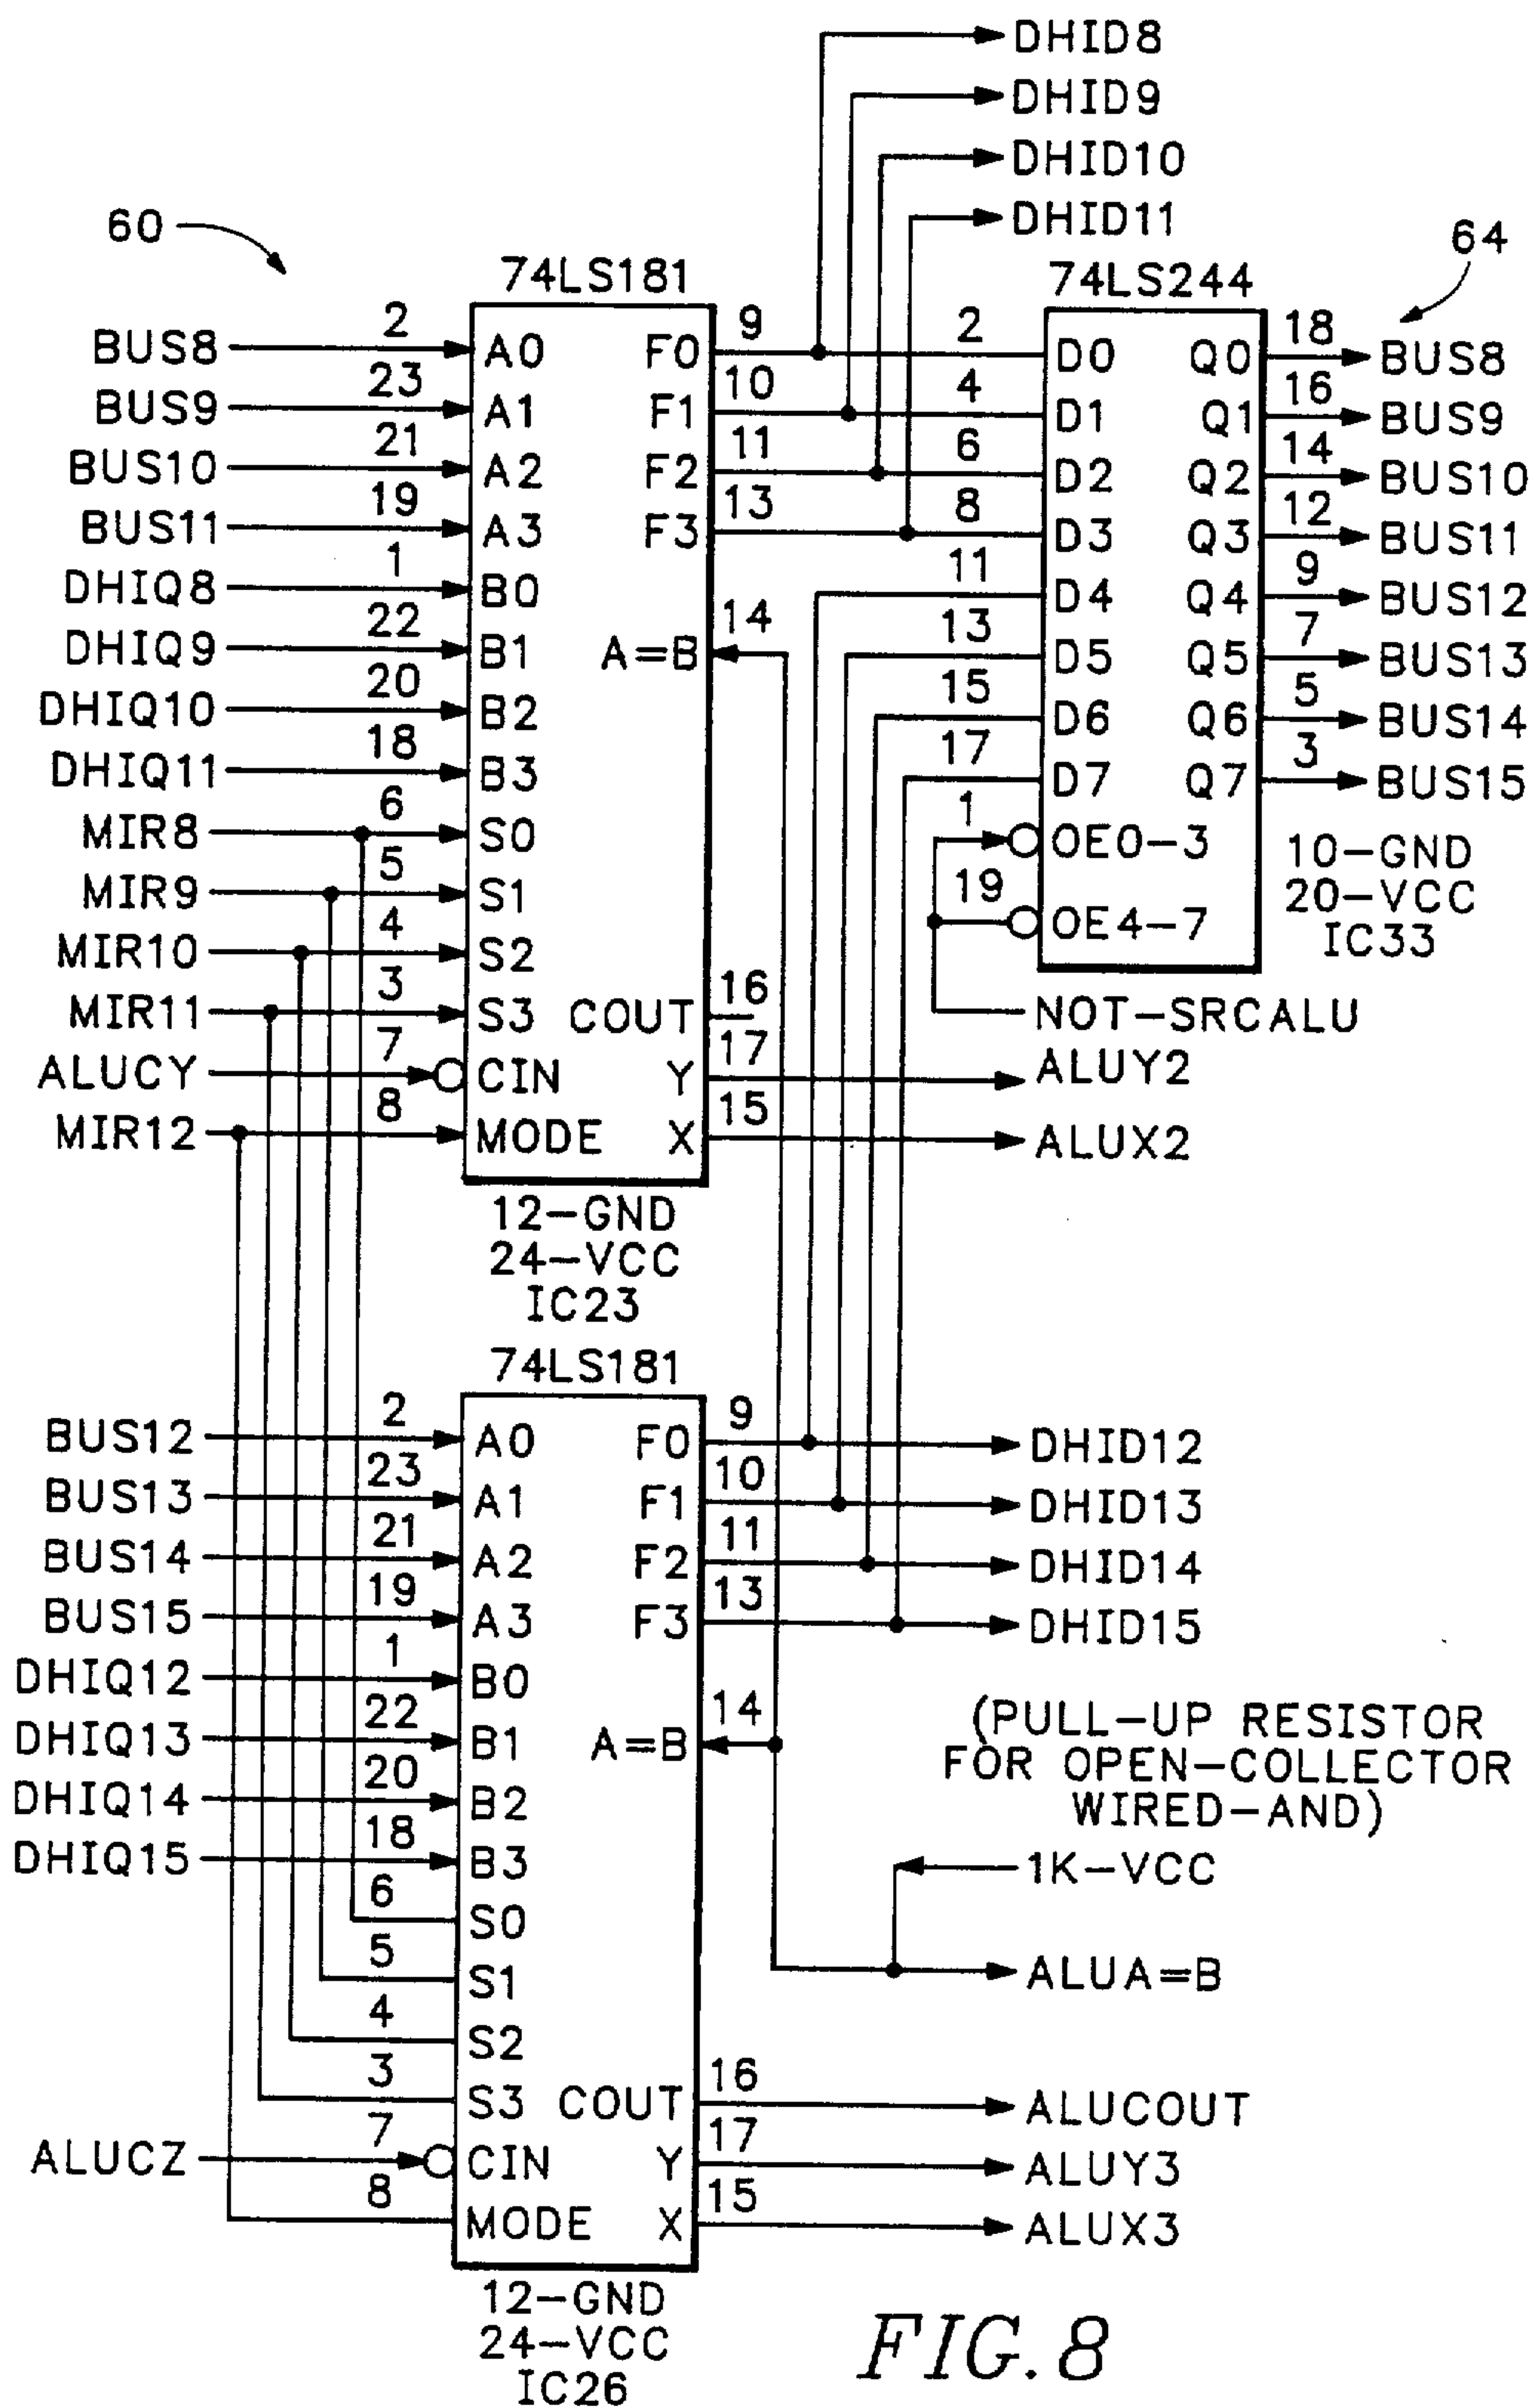 DHID8
DHID9
DHID10
DHID11
60
64
74LS181
74LS244
BUS8 2 A0 F0 9 2 D0 Q0 18 BUS8
BUS9 23 A1 F1 10 4 D1 Q1 16 BUS9
BUS10 21 A2 F2 11 6 D2 Q2 14 BUS10
BUS11 19 A3 F3 13 8 D3 Q3 12 BUS11
DHIQ8 1 B0 11 D4 Q4 9 BUS12
DHIQ9 22 B1 A=B 14 13 D5 Q5 7 BUS13
DHIQ10 20 B2 15 D6 Q6 5 BUS14
DHIQ11 18 B3 17 D7 Q7 3 BUS15
MIR8 6 S0 1 OE0-3 10-GND
MIR9 5 S1 19 OE4-7 20-VCC
IC33
MIR10 4 S2
MIR11 3 S3 COUT 16 NOT-SRCALU
ALUCY 7 CIN Y 17 ALUY2
MIR12 8 MODE X 15 ALUX2
12-GND
24-VCC
IC23
74LS181
BUS12 2 A0 F0 9 DHID12
BUS13 23 A1 F1 10 DHID13
BUS14 21 A2 F2 11 DHID14
BUS15 19 A3 F3 13 DHID15
DHIQ12 1 B0
DHIQ13 22 B1 A=B 14
DHIQ14 20 B2
DHIQ15 18 B3
(PULL-UP RESISTOR
FOR OPEN-COLLECTOR
WIRED-AND)
1K-VCC
6 S0
5 S1 ALUA=B
4 S2
3 S3 COUT 16 ALUCOUT
ALUCZ 7 CIN Y 17 ALUY3
8 MODE X 15 ALUX3
12-GND
24-VCC
IC26
FIG. 8